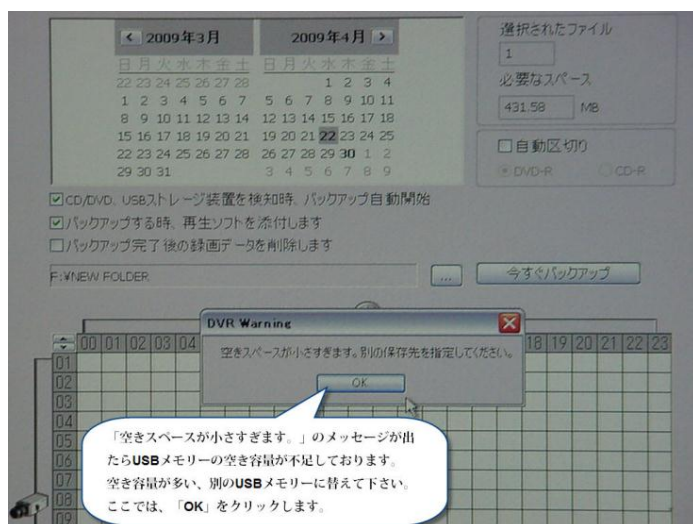 2009年3月
2009年4月
日 月 火 水 木 金 土
日 月 火 水 木 金 土
22 23 24 25 26 27 28
1 2 3 4
1 2 3 4 5 6 7
5 6 7 8 9 10 11
8 9 10 11 12 13 14
12 13 14 15 16 17 18
15 16 17 18 19 20 21
19 20 21 22 23 24 25
22 23 24 25 26 27 28
26 27 28 29 30 1 2
29 30 31
3 4 5 6 7 8 9
選択されたファイル
1
必要なスペース
431.58 MB
自動区切り
DVD-R CD-R
CD/DVD、USBストレージ装置を検知時、バックアップ自動開始
バックアップする時、再生ソフトを添付します
バックアップ完了後の録画データを削除します
F:¥NEW FOLDER
...
今すぐバックアップ
DVR Warning
空きスペースが小さすぎます。別の保存先を指定してください。
OK
00 01 02 03 04
18 19 20 21 22 23
01
02
03
04
05
06
07
08
09
「空きスペースが小さすぎます。」のメッセージが出
たらUSBメモリーの空き容量が不足しております。
空き容量が多い、別のUSBメモリーに替えて下さい。
ここでは、「OK」をクリックします。